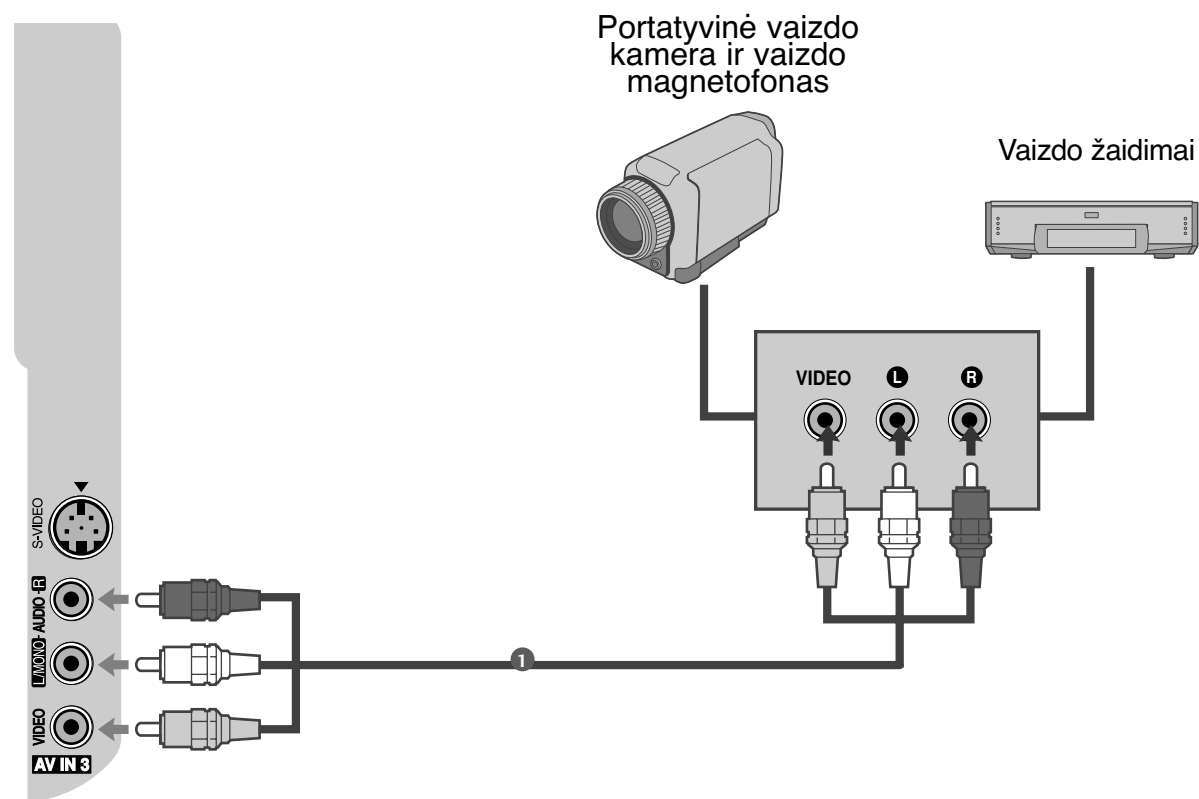 Portatyvinė vaizdo
kamera ir vaizdo
magnetofonas
Vaizdo žaidimai
VIDEO L R
S-VIDEO
L/MONO AUDIO R
VIDEO
AV IN 3
1